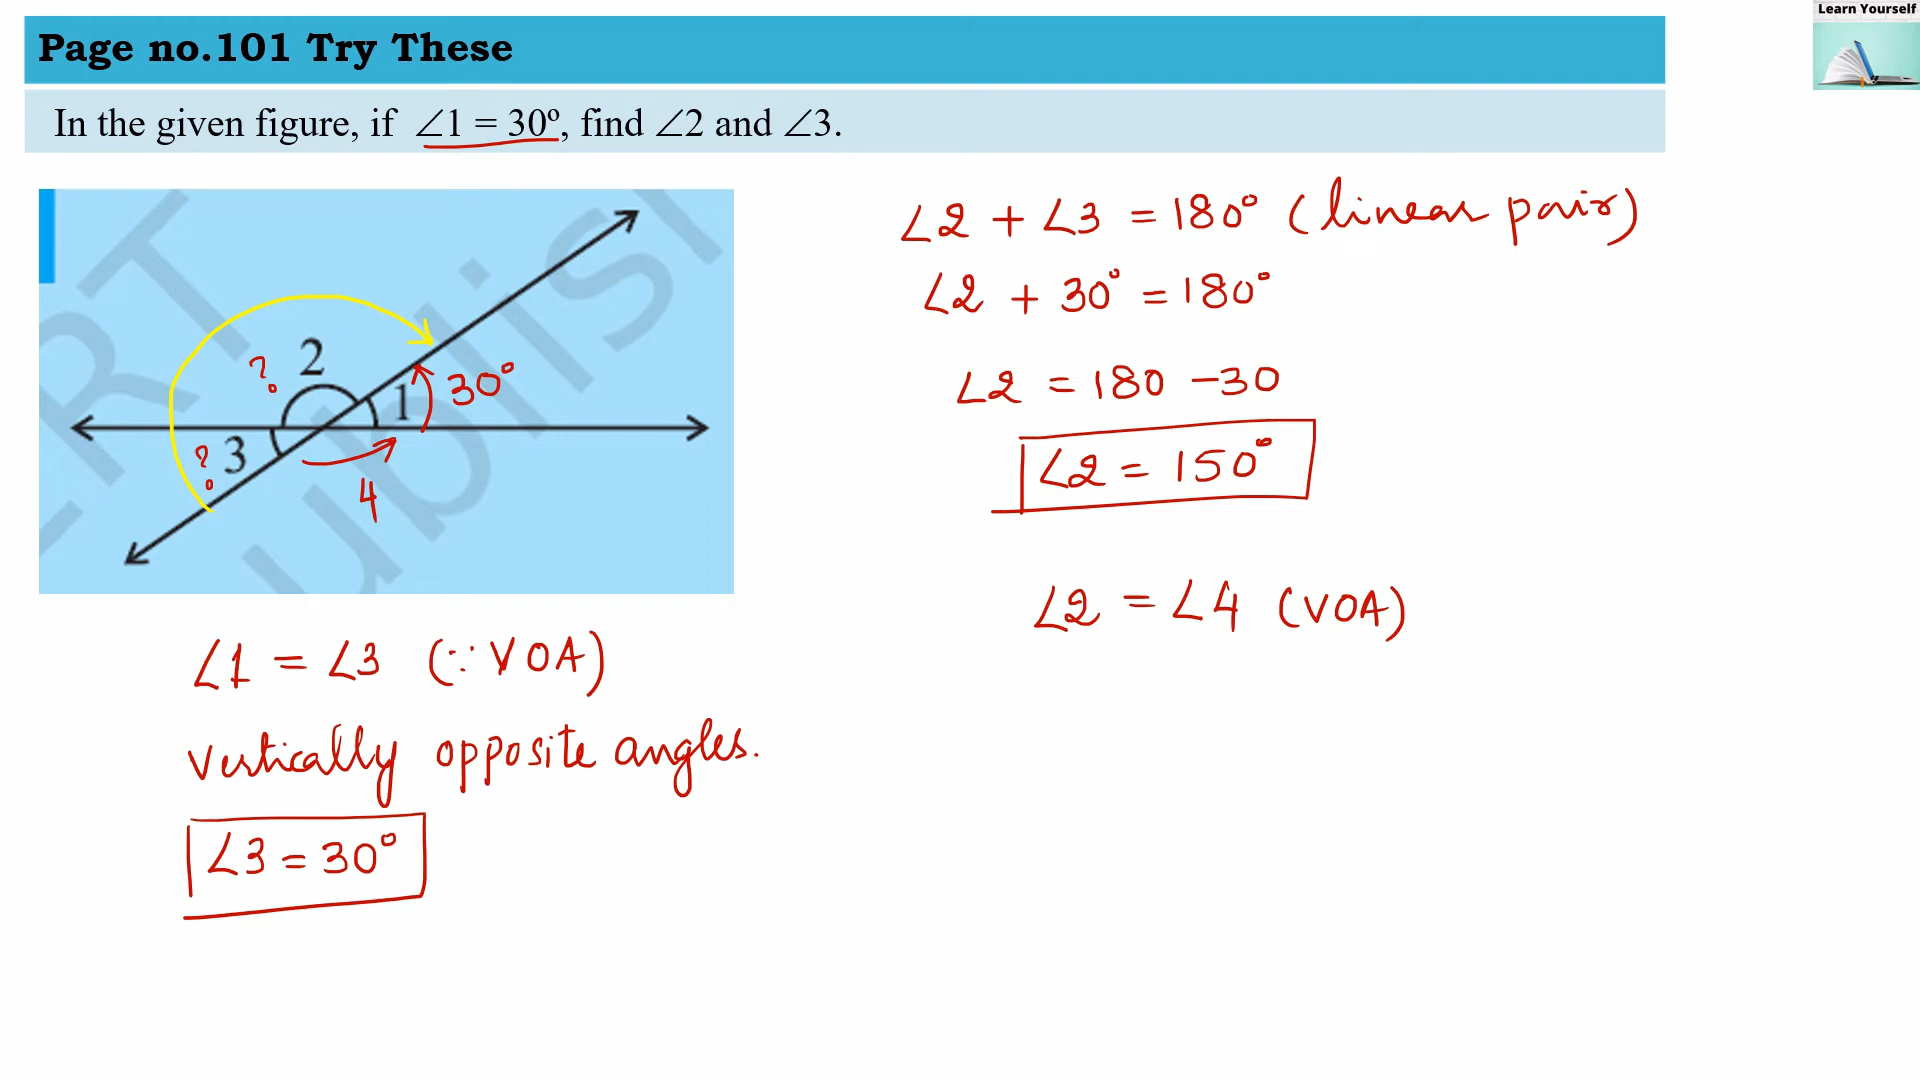 Learn Yourself
Page no.101 Try These
In the given figure, if ∠1 = 30º, find ∠2 and ∠3.
∠2 + ∠3 = 180° (linear pair)
∠2 + 30° = 180°
∠2 = 180 - 30
∠2 = 150°
∠2 = ∠4 (VOA)
? 2
1 30°
? 3
4
∠1 = ∠3 (∵ VOA)
vertically opposite angles.
∠3 = 30°